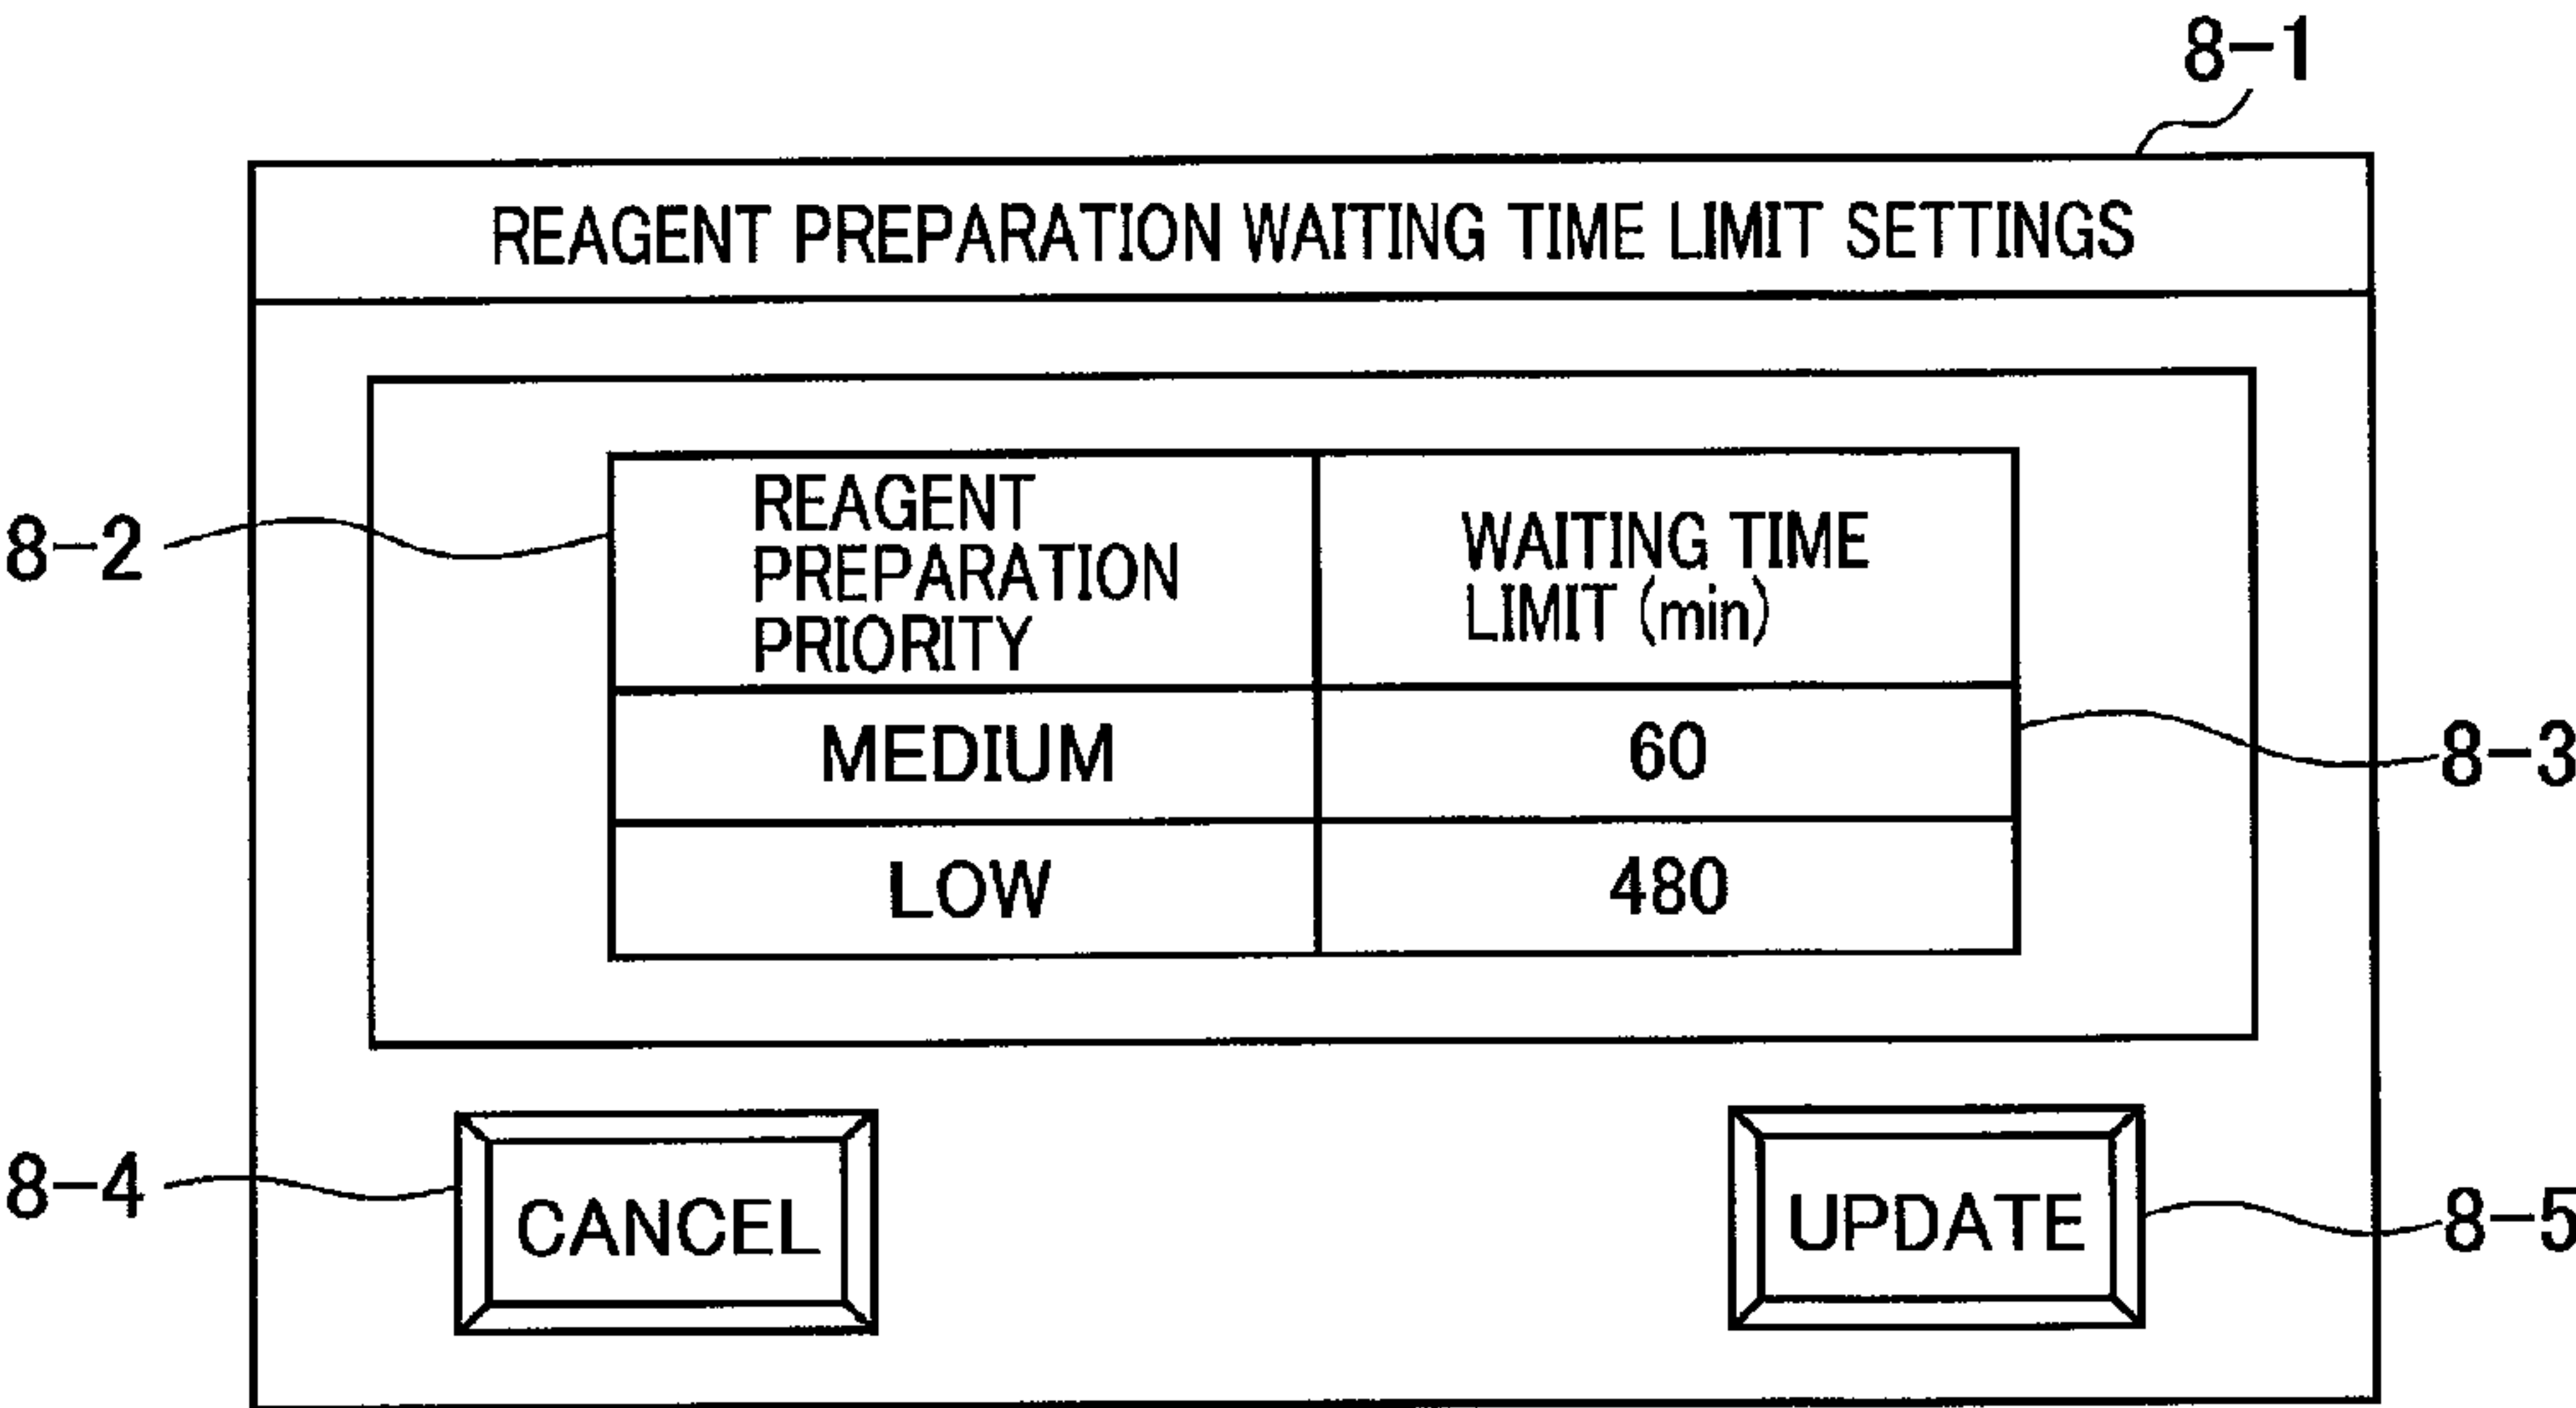 8-1
REAGENT PREPARATION WAITING TIME LIMIT SETTINGS
8-2
REAGENT
PREPARATION
PRIORITY
WAITING TIME
LIMIT (min)
MEDIUM
60
8-3
LOW
480
8-4
CANCEL
UPDATE
8-5